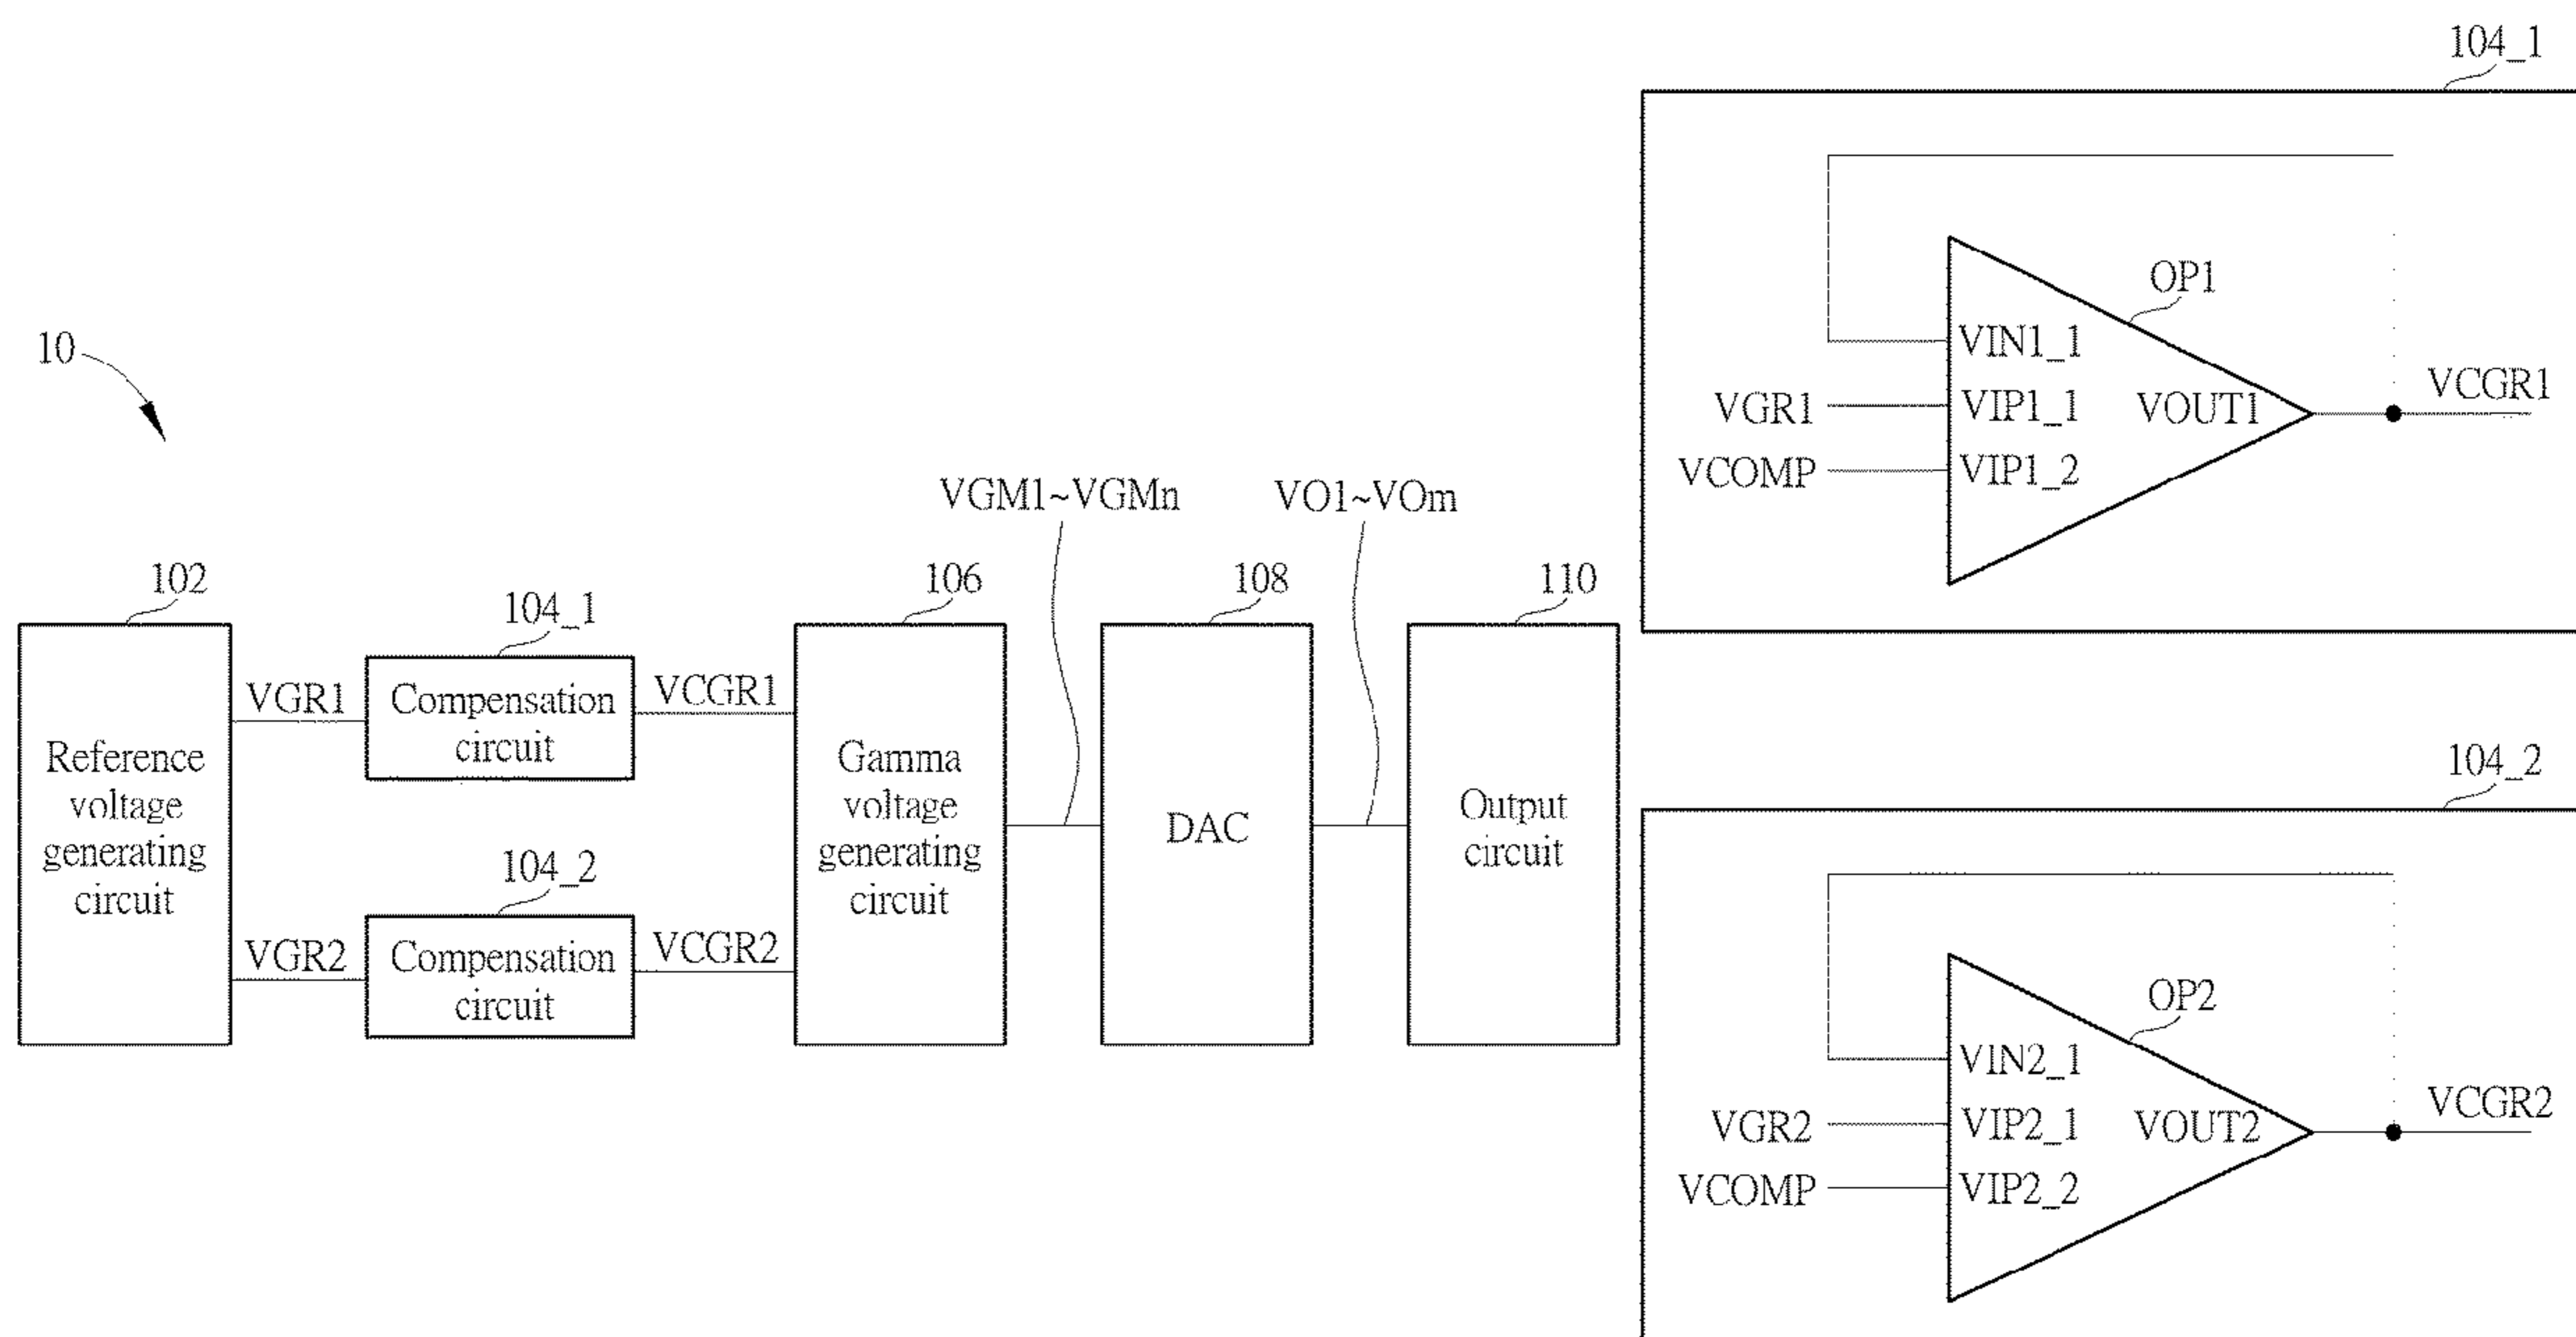 10
102
Reference
voltage
generating
circuit
VGR1
VGR2
104_1
Compensation
circuit
104_2
Compensation
circuit
VCGR1
VCGR2
106
Gamma
voltage
generating
circuit
VGM1~VGMn
108
DAC
VO1~VOm
110
Output
circuit
104_1
OP1
VIN1_1
VGR1
VIP1_1
VOUT1
VCGR1
VCOMP
VIP1_2
104_2
OP2
VIN2_1
VGR2
VIP2_1
VOUT2
VCGR2
VCOMP
VIP2_2